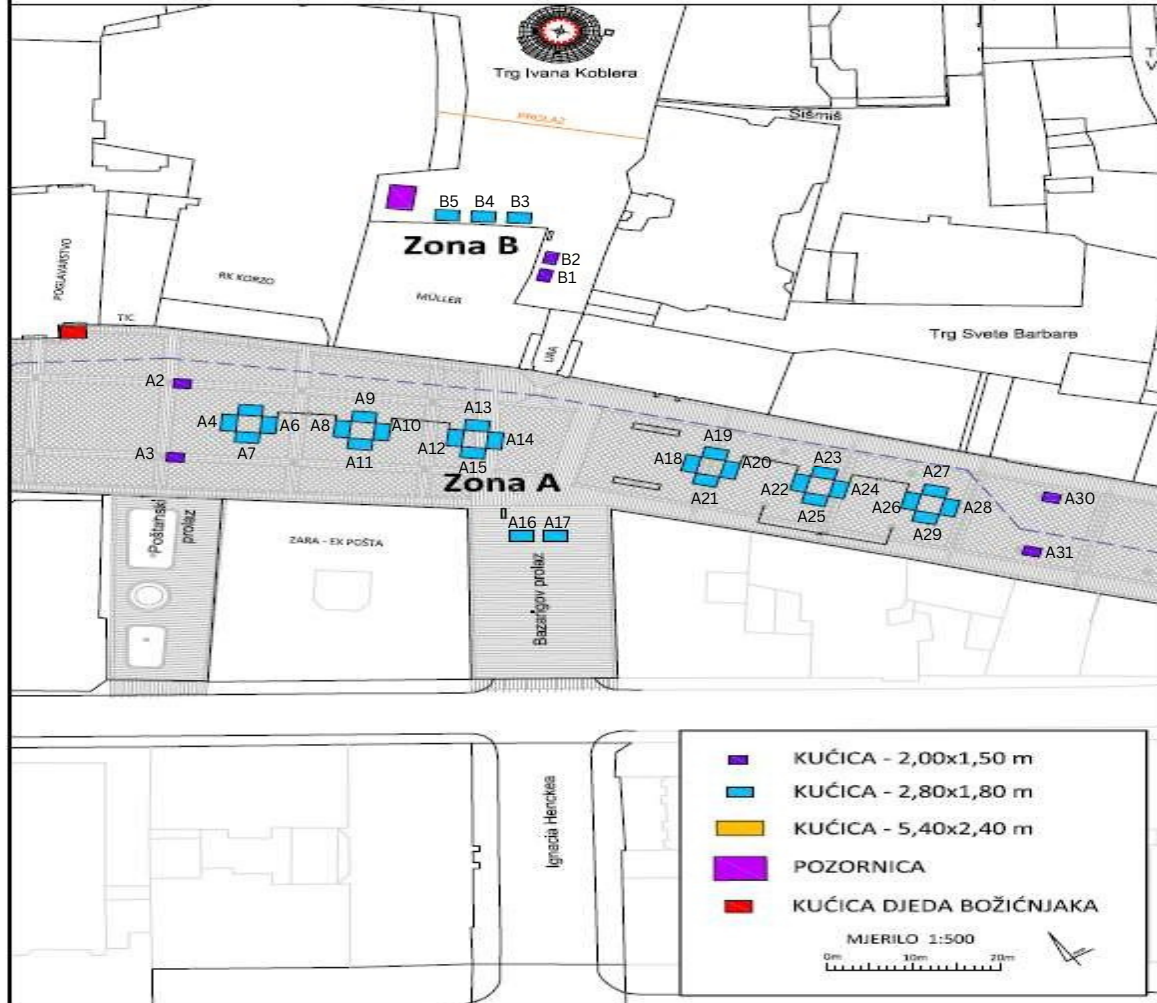 Trg Ivana Koblera
T
V
PROLAZ
Šišmiš
B5
B4
B3
Zona B
B2
B1
POGLAVARSTVO
RK KORZO
MÜLLER
TIC
URA
Trg Svete Barbare
A2
A3
A4
A6
A7
A8
A9
A10
A11
A12
A13
A14
A15
Zona A
A16
A17
A18
A19
A20
A21
A22
A23
A24
A25
A26
A27
A28
A29
A30
A31
Poštanski
prolaz
ZARA - EX POŠTA
Bazarigov prolaz
Ignacia Henckea
KUĆICA - 2,00x1,50 m
KUĆICA - 2,80x1,80 m
KUĆICA - 5,40x2,40 m
POZORNICA
KUĆICA DJEDA BOŽIĆNJAKA
MJERILO 1:500
0m 10m 20m